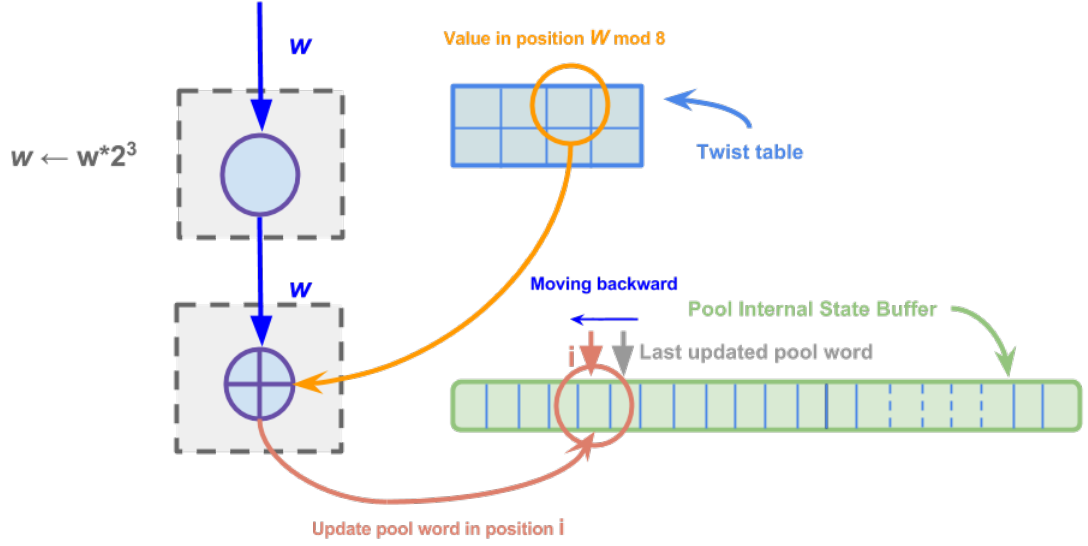 w
Value in position W mod 8
w ← w*2³
Twist table
w
Moving backward
Pool Internal State Buffer
i
Last updated pool word
Update pool word in position i